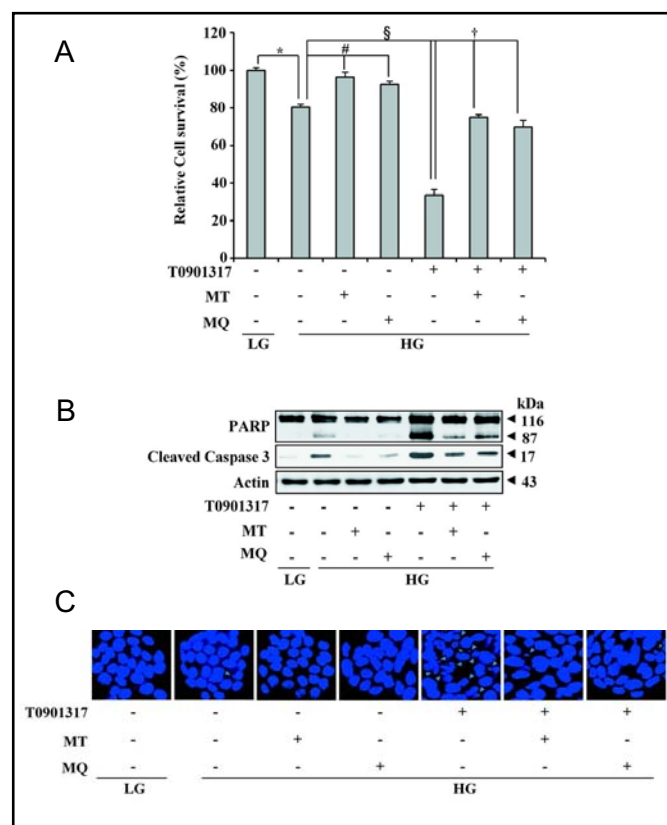 A
* # § †
120
100
80
60
40
20
0
Relative Cell survival (%)
T0901317 - - - - + + +
MT - - + - - + -
MQ - - - + - - +
LG HG
B
kDa
PARP 116
87
Cleaved Caspase 3 17
Actin 43
T0901317 - - - - + + +
MT - - + - - + -
MQ - - - + - - +
LG HG
C
T0901317 - - - - + + +
MT - - + - - + -
MQ - - - + - - +
LG HG